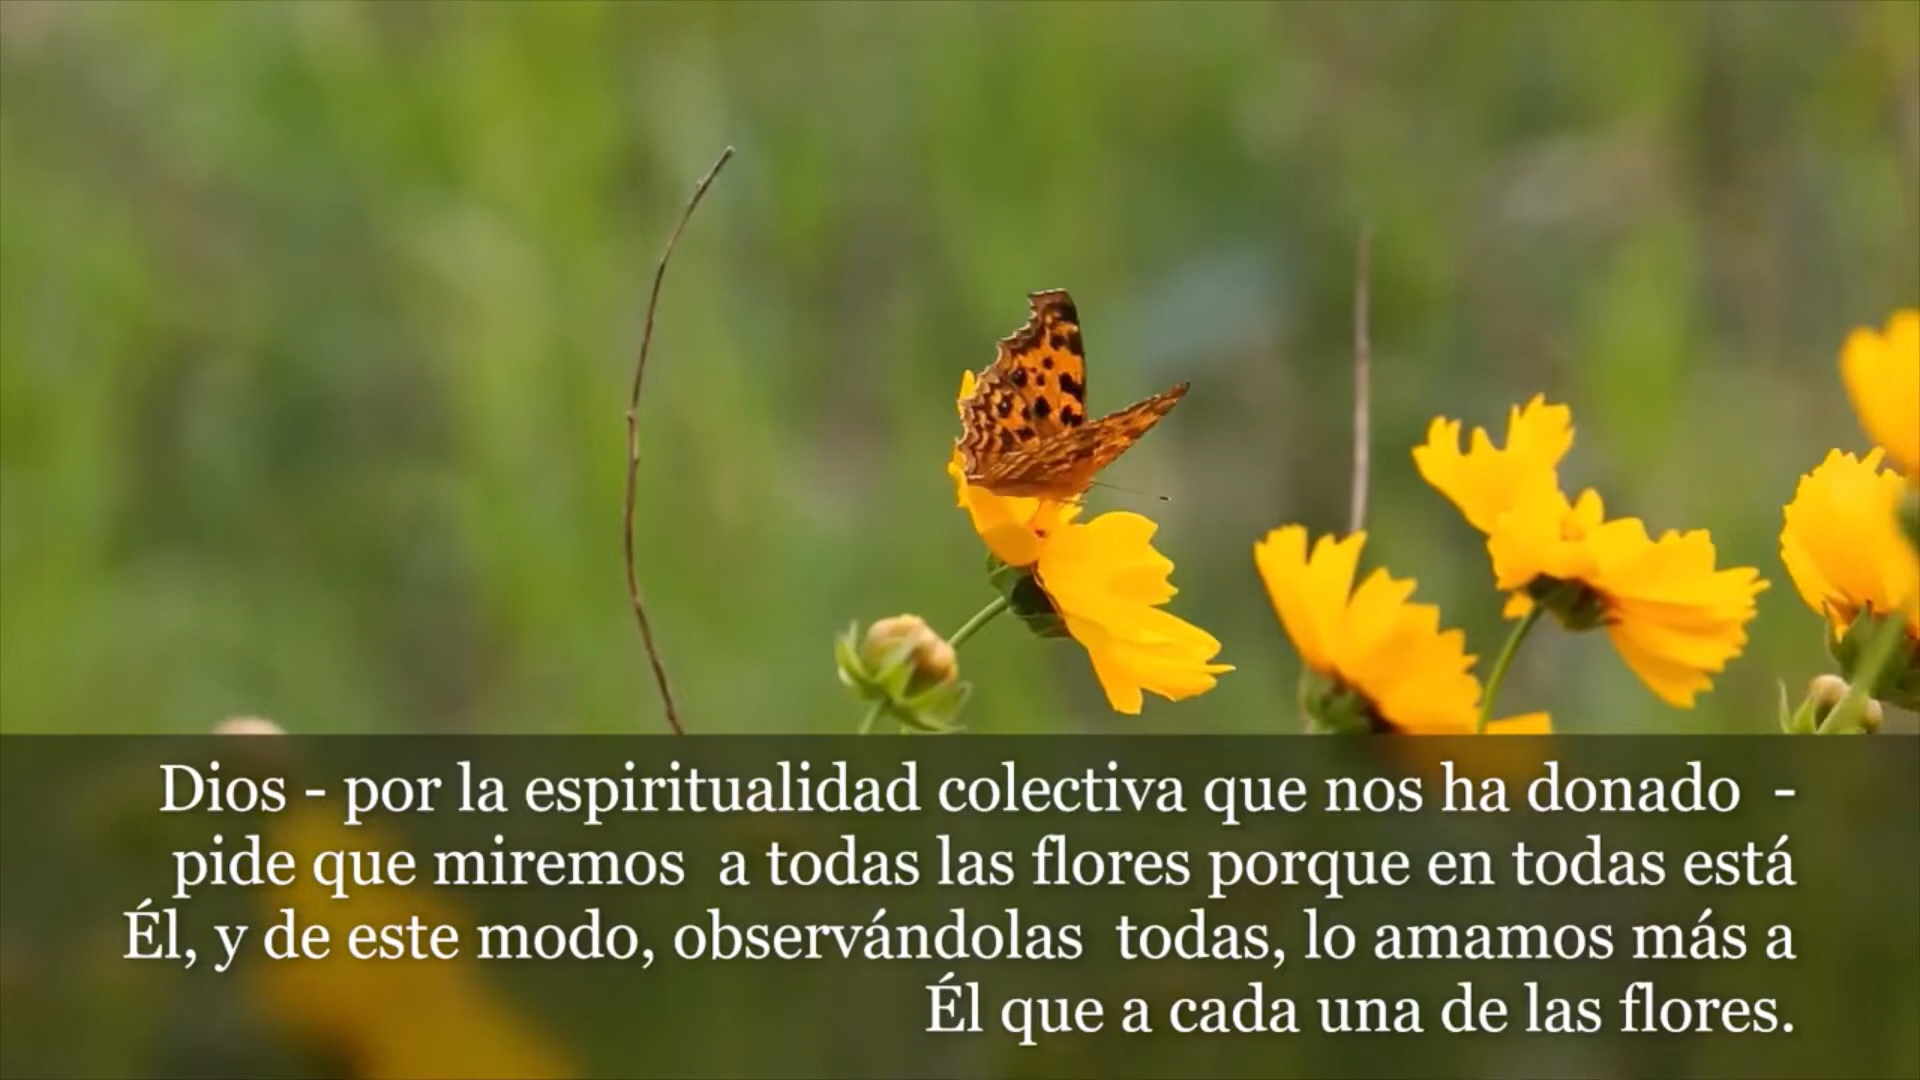 Dios - por la espiritualidad colectiva que nos ha donado  -
pide que miremos  a todas las flores porque en todas está
Él, y de este modo, observándolas  todas, lo amamos más a
Él que a cada una de las flores.